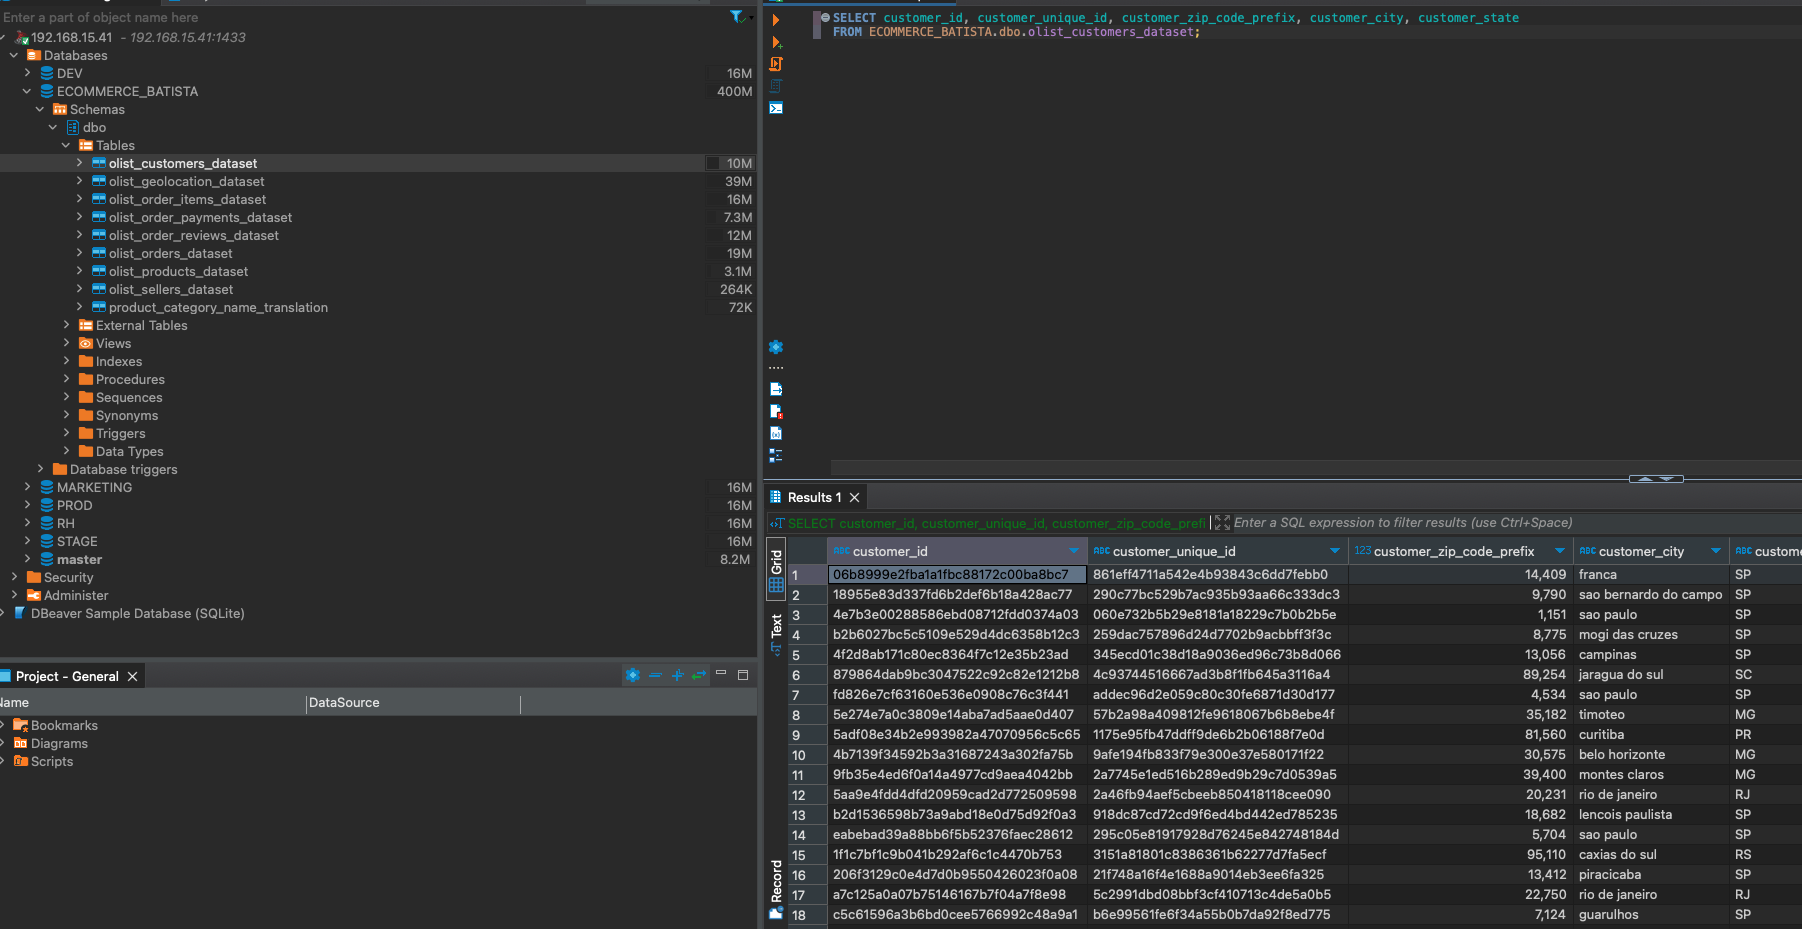 Enter a part of object name here
192.168.15.41 - 192.168.15.41:1433
Databases
DEV 16M
ECOMMERCE_BATISTA 400M
Schemas
dbo
Tables
olist_customers_dataset 10M
olist_geolocation_dataset 39M
olist_order_items_dataset 16M
olist_order_payments_dataset 7.3M
olist_order_reviews_dataset 12M
olist_orders_dataset 19M
olist_products_dataset 3.1M
olist_sellers_dataset 264K
product_category_name_translation 72K
External Tables
Views
Indexes
Procedures
Sequences
Synonyms
Triggers
Data Types
Database triggers
MARKETING 16M
PROD 16M
RH 16M
STAGE 16M
master 8.2M
Security
Administer
DBeaver Sample Database (SQLite)
Project - General
Name DataSource
Bookmarks
Diagrams
Scripts
SELECT customer_id, customer_unique_id, customer_zip_code_prefix, customer_city, customer_state
FROM ECOMMERCE_BATISTA.dbo.olist_customers_dataset;
Results 1
SELECT customer_id, customer_unique_id, customer_zip_code_prefi Enter a SQL expression to filter results (use Ctrl+Space)
Grid
Text
Record
ABC customer_id ABC customer_unique_id 123 customer_zip_code_prefix ABC customer_city ABC custome
1 06b8999e2fba1a1fbc88172c00ba8bc7 861eff4711a542e4b93843c6dd7febb0 14,409 franca SP
2 18955e83d337fd6b2def6b18a428ac77 290c77bc529b7ac935b93aa66c333dc3 9,790 sao bernardo do campo SP
3 4e7b3e00288586ebd08712fdd0374a03 060e732b5b29e8181a18229c7b0b2b5e 1,151 sao paulo SP
4 b2b6027bc5c5109e529d4dc6358b12c3 259dac757896d24d7702b9acbbff3f3c 8,775 mogi das cruzes SP
5 4f2d8ab171c80ec8364f7c12e35b23ad 345ecd01c38d18a9036ed96c73b8d066 13,056 campinas SP
6 879864dab9bc3047522c92c82e1212b8 4c93744516667ad3b8f1fb645a3116a4 89,254 jaragua do sul SC
7 fd826e7cf63160e536e0908c76c3f441 addec96d2e059c80c30fe6871d30d177 4,534 sao paulo SP
8 5e274e7a0c3809e14aba7ad5aae0d407 57b2a98a409812fe9618067b6b8ebe4f 35,182 timoteo MG
9 5adf08e34b2e993982a47070956c5c65 1175e95fb47ddff9de6b2b06188f7e0d 81,560 curitiba PR
10 4b7139f34592b3a31687243a302fa75b 9afe194fb833f79e300e37e580171f22 30,575 belo horizonte MG
11 9fb35e4ed6f0a14a4977cd9aea4042bb 2a7745e1ed516b289ed9b29c7d0539a5 39,400 montes claros MG
12 5aa9e4fdd4dfd20959cad2d772509598 2a46fb94aef5cbeeb850418118cee090 20,231 rio de janeiro RJ
13 b2d1536598b73a9abd18e0d75d92f0a3 918dc87cd72cd9f6ed4bd442ed785235 18,682 lencois paulista SP
14 eabebad39a88bb6f5b52376faec28612 295c05e81917928d76245e842748184d 5,704 sao paulo SP
15 1f1c7bf1c9b041b292af6c1c4470b753 3151a81801c8386361b62277d7fa5ecf 95,110 caxias do sul RS
16 206f3129c0e4d7d0b9550426023f0a08 21f748a16f4e1688a9014eb3ee6fa325 13,412 piracicaba SP
17 a7c125a0a07b75146167b7f04a7f8e98 5c2991dbd08bbf3cf410713c4de5a0b5 22,750 rio de janeiro RJ
18 c5c61596a3b6bd0cee5766992c48a9a1 b6e99561fe6f34a55b0b7da92f8ed775 7,124 guarulhos SP